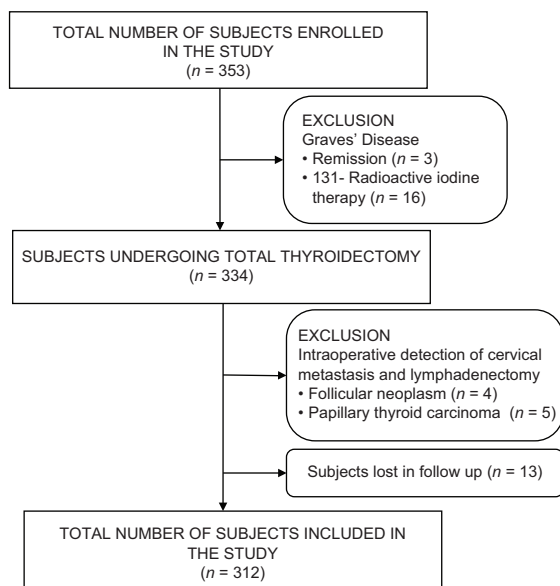 TOTAL NUMBER OF SUBJECTS ENROLLED
IN THE STUDY
(n = 353)
EXCLUSION
Graves' Disease
• Remission (n = 3)
• 131- Radioactive iodine
therapy (n = 16)
SUBJECTS UNDERGOING TOTAL THYROIDECTOMY
(n = 334)
EXCLUSION
Intraoperative detection of cervical
metastasis and lymphadenectomy
• Follicular neoplasm (n = 4)
• Papillary thyroid carcinoma (n = 5)
Subjects lost in follow up (n = 13)
TOTAL NUMBER OF SUBJECTS INCLUDED IN
THE STUDY
(n = 312)